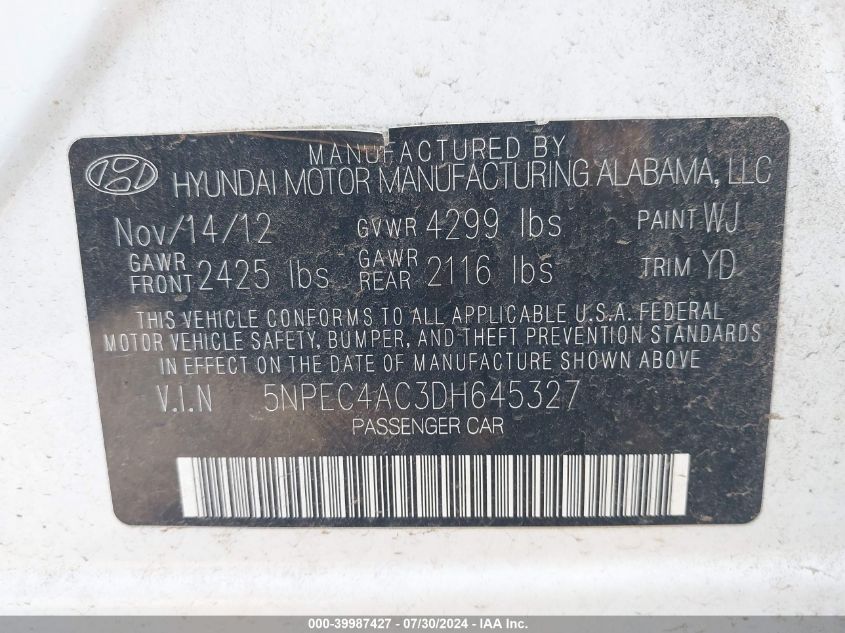 MANUFACTURED BY
HYUNDAI MOTOR MANUFACTURING ALABAMA, LLC
Nov/14/12 GVWR 4299 lbs PAINT WJ
GAWR FRONT 2425 lbs GAWR REAR 2116 lbs TRIM YD
THIS VEHICLE CONFORMS TO ALL APPLICABLE U.S.A. FEDERAL
MOTOR VEHICLE SAFETY, BUMPER, AND THEFT PREVENTION STANDARDS
IN EFFECT ON THE DATE OF MANUFACTURE SHOWN ABOVE
V.I.N 5NPEC4AC3DH645327
PASSENGER CAR
000-39987427 - 07/30/2024 - IAA Inc.